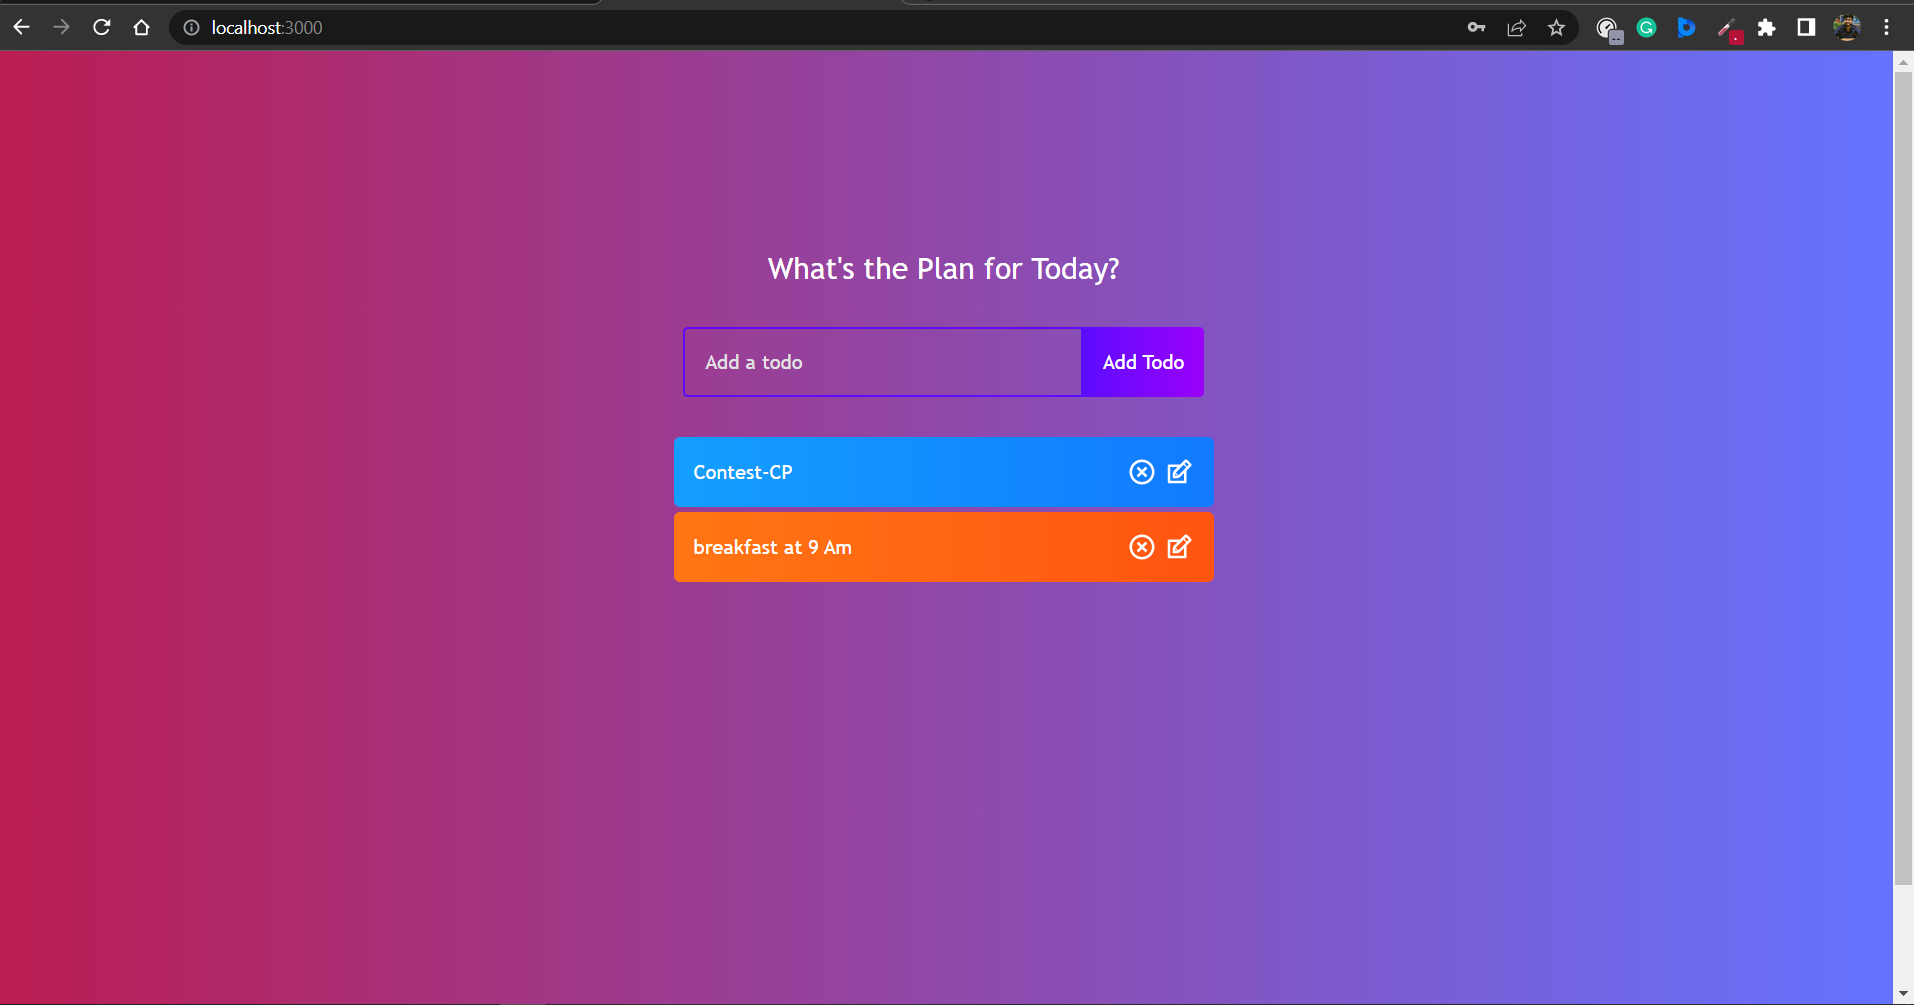 localhost:3000
What's the Plan for Today?
Add a todo
Add Todo
Contest-CP
breakfast at 9 Am